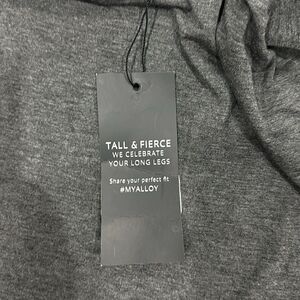 TALL & FIERCE
WE CELEBRATE
YOUR LONG LEGS
Share your perfect fit
#MYALLOY